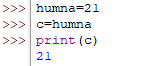 >>> humna=21
>>> c=humna
>>> print(c)
21